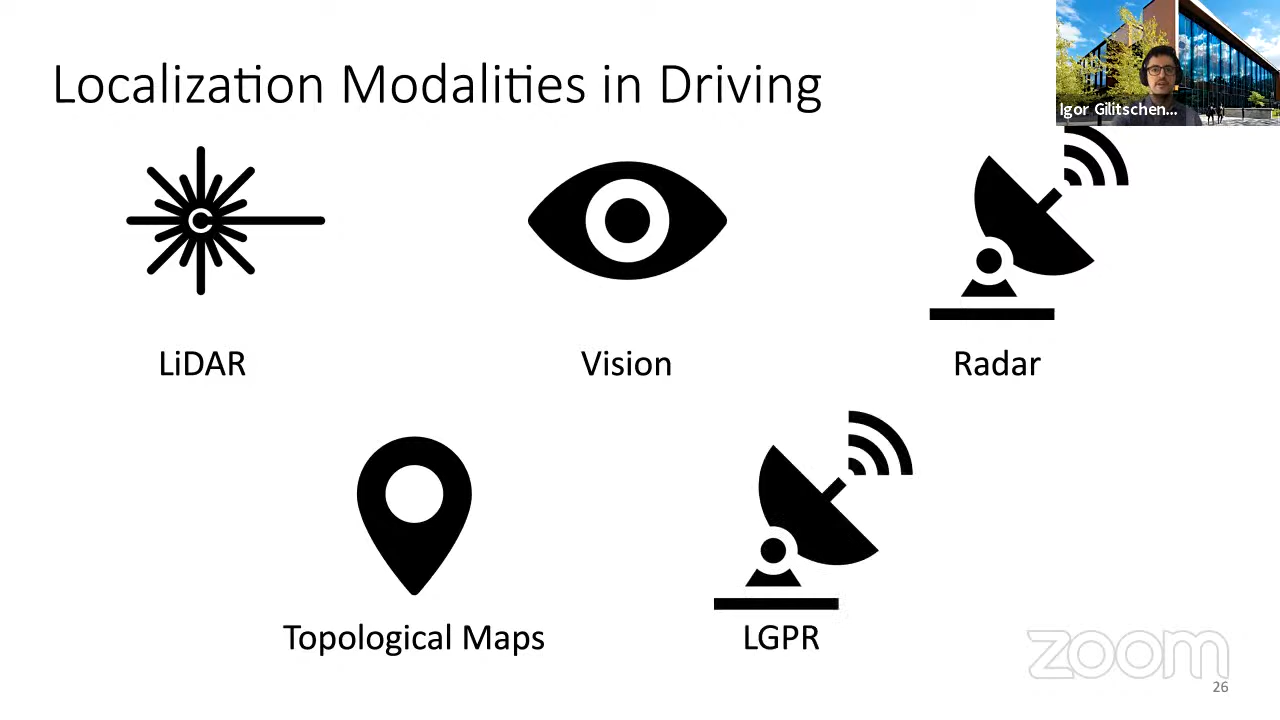 Localization Modalities in Driving
Igor Gilitschen...
LiDAR
Vision
Radar
Topological Maps
LGPR
zoom
26